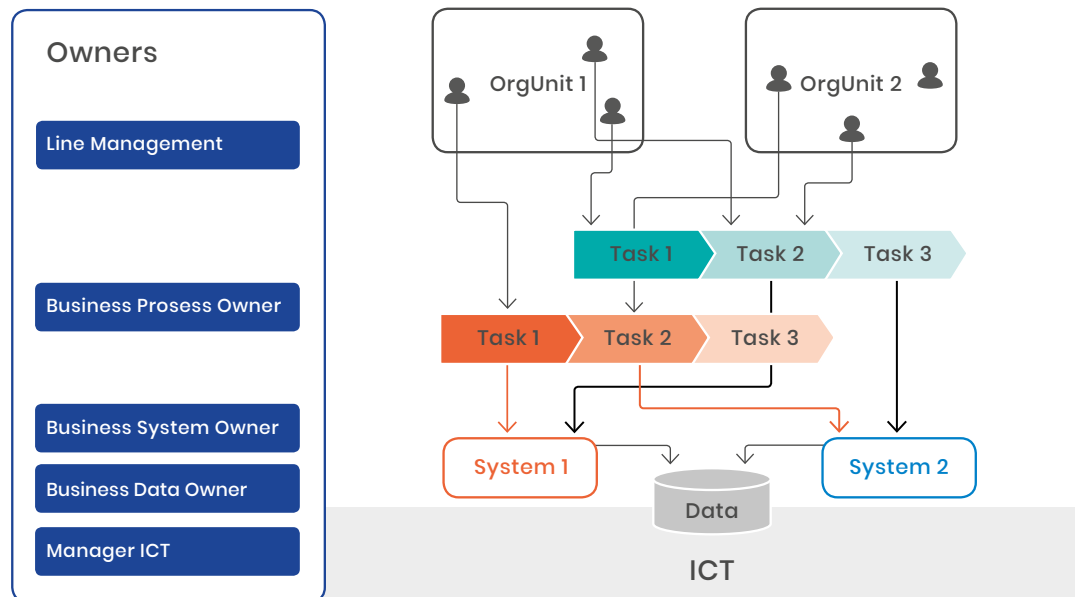 Owners
Line Management
Business Prosess Owner
Business System Owner
Business Data Owner
Manager ICT
OrgUnit 1
OrgUnit 2
Task 1
Task 2
Task 3
Task 1
Task 2
Task 3
System 1
System 2
Data
ICT